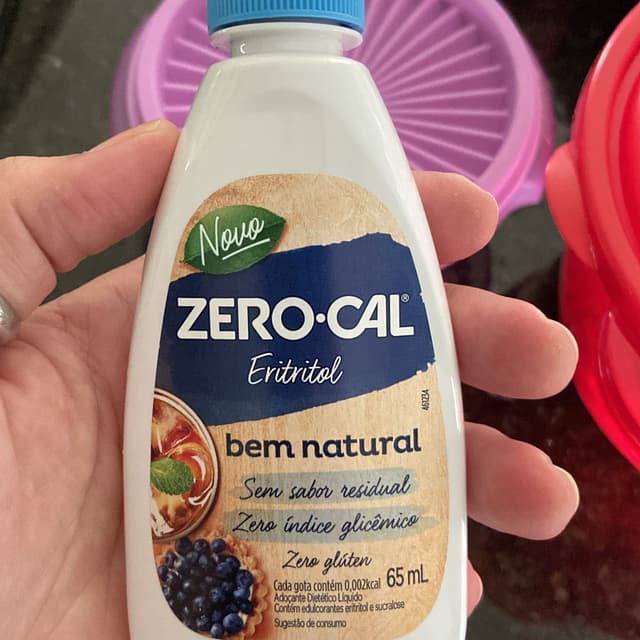 Novo
ZERO·CAL®
Eritritol
461234
bem natural
Sem sabor residual
Zero índice glicêmico
Zero glúten
Cada gota contém 0,002kcal 65 mL
Adoçante Dietético Líquido
Contém edulcorantes eritritol e sucralose
Sugestão de consumo